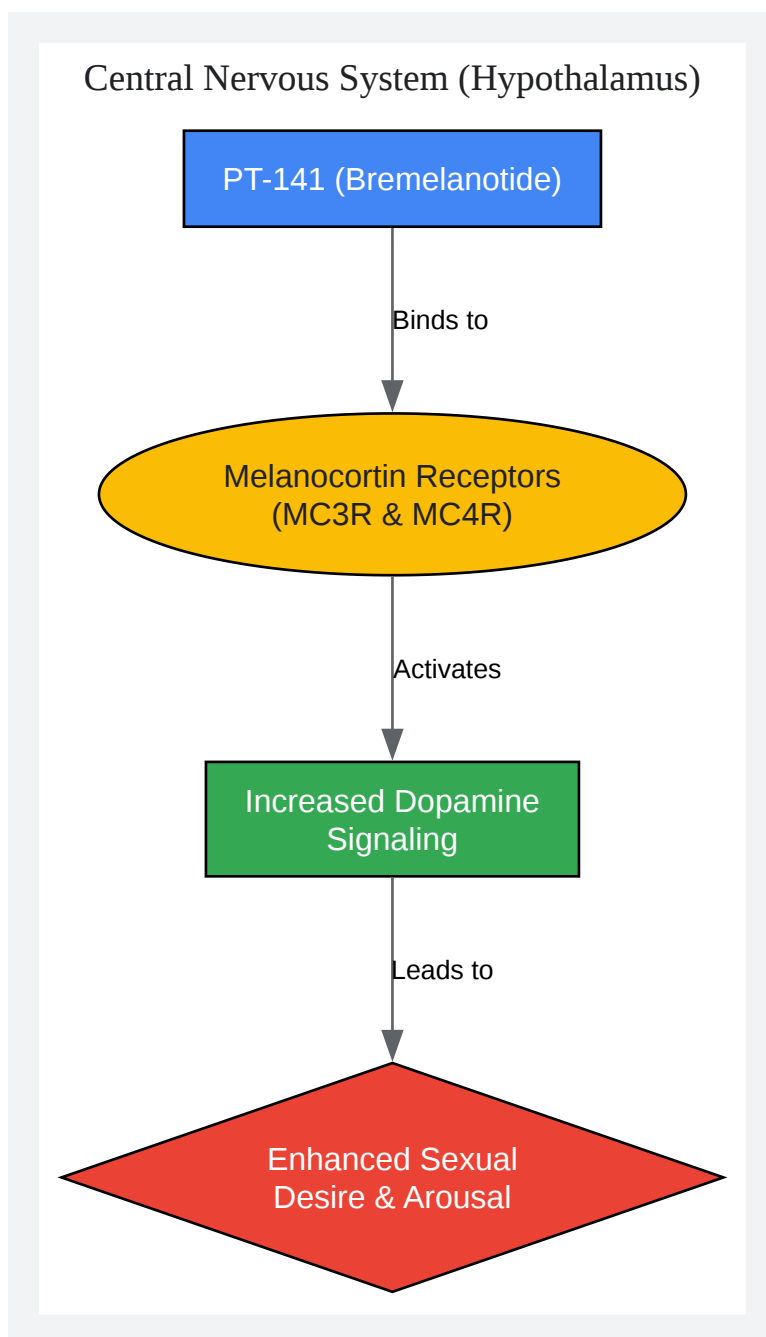 Central Nervous System (Hypothalamus)
PT-141 (Bremelanotide)
Binds to
Melanocortin Receptors
(MC3R & MC4R)
Activates
Increased Dopamine
Signaling
Leads to
Enhanced Sexual
Desire & Arousal